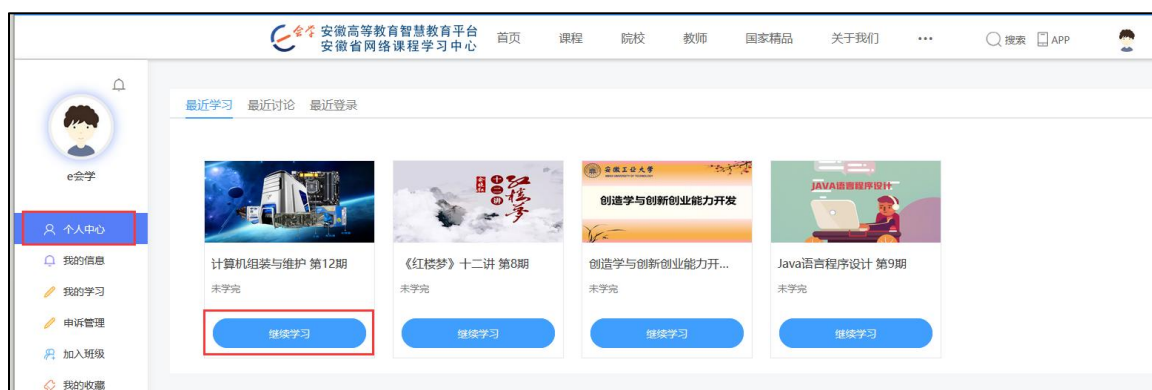 e会学 安徽高等教育智慧教育平台
安徽省网络课程学习中心
首页 课程 院校 教师 国家精品 关于我们 ••• 搜索 APP
e会学
个人中心
我的信息
我的学习
申诉管理
加入班级
我的收藏
最近学习 最近讨论 最近登录
计算机组装与维护 第12期
未学完
继续学习
红楼梦
十二讲
《红楼梦》十二讲 第8期
未学完
继续学习
安徽工业大学
创造学与创新创业能力开发
创造学与创新创业能力开...
未学完
继续学习
JAVA语言程序设计
Java语言程序设计 第9期
未学完
继续学习